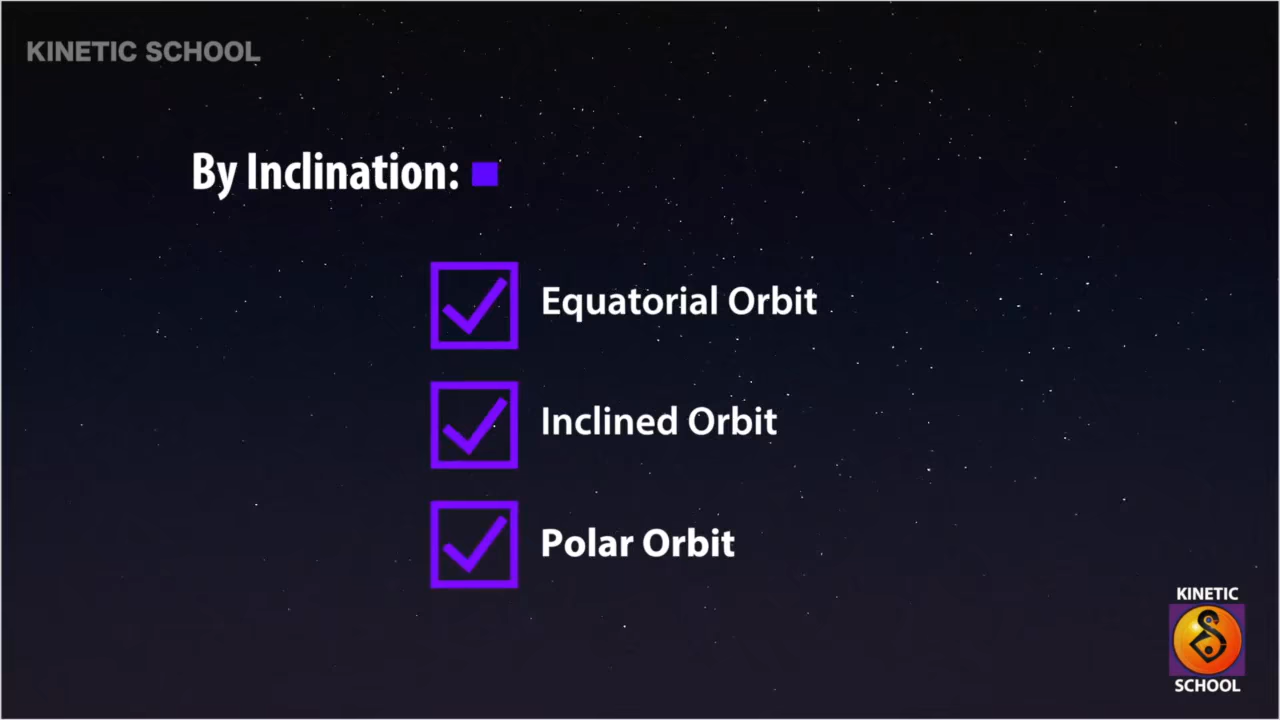 KINETIC SCHOOL
By Inclination:
Equatorial Orbit
Inclined Orbit
Polar Orbit
KINETIC
SCHOOL